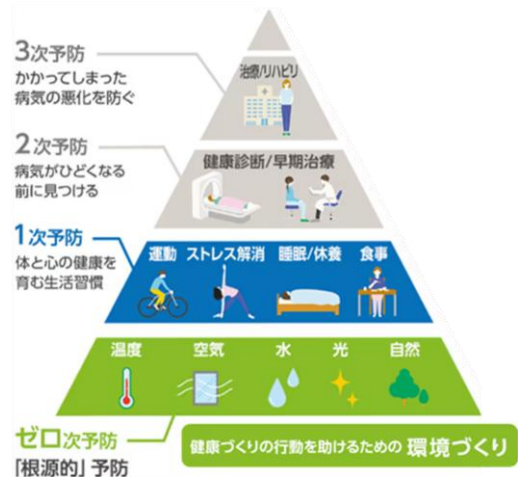 3次予防
かかってしまった
病気の悪化を防ぐ
治療/リハビリ
2次予防
病気がひどくなる
前に見つける
健康診断/早期治療
1次予防
体と心の健康を
育む生活習慣
運動 ストレス解消 睡眠/休養 食事
温度 空気 水 光 自然
ゼロ次予防
「根源的」予防
健康づくりの行動を助けるための 環境づくり